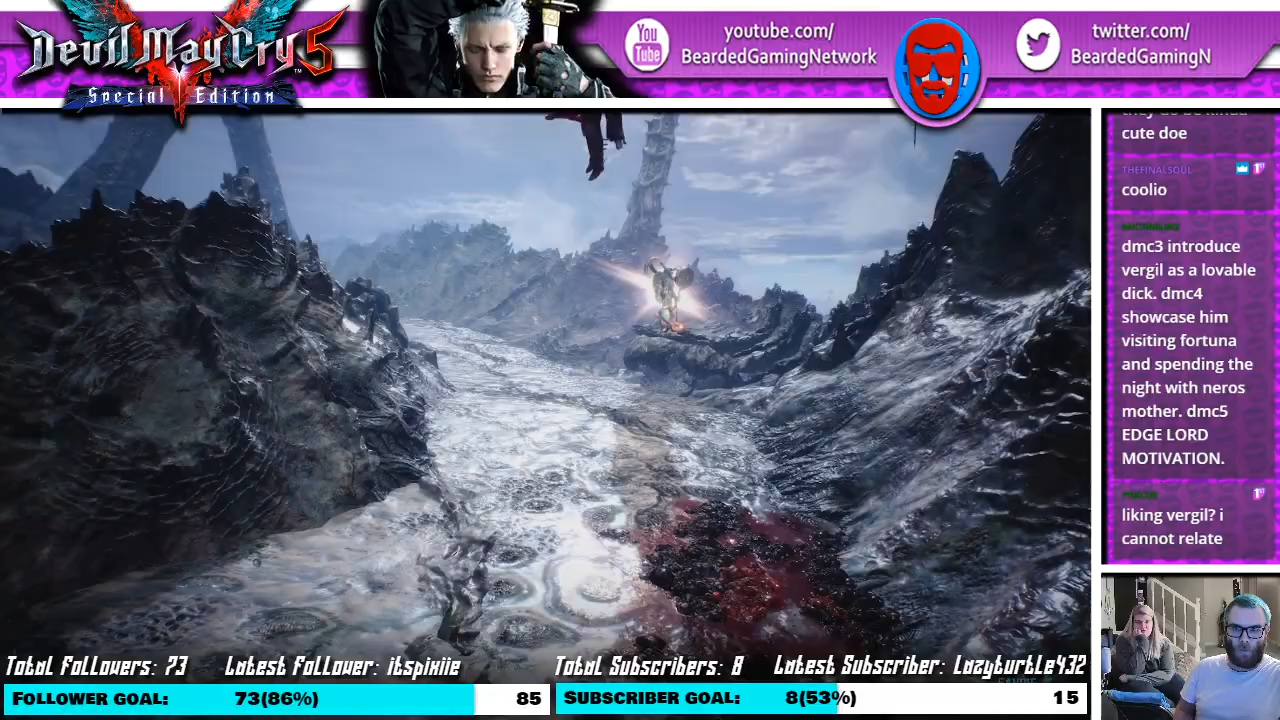 Devil May Cry 5
Special Edition
You
Tube
youtube.com/
BeardedGamingNetwork
twitter.com/
BeardedGamingN
cute doe
THEFINALSOUL
coolio
dmc3 introduce
vergil as a lovable
dick. dmc4
showcase him
visiting fortuna
and spending the
night with neros
mother. dmc5
EDGE LORD
MOTIVATION.
liking vergil? i
cannot relate
Total Followers: 73
Latest Follower: itspixiie
Total Subscribers: 8
Latest Subscriber: Lazyturtle432
FOLLOWER GOAL: 73(86%) 85
SUBSCRIBER GOAL: 8(53%) 15